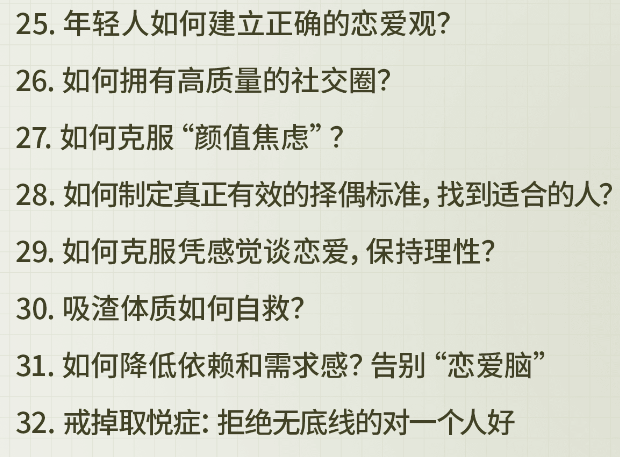 25. 年轻人如何建立正确的恋爱观？
26. 如何拥有高质量的社交圈？
27. 如何克服 “颜值焦虑” ？
28. 如何制定真正有效的择偶标准，找到适合的人？
29. 如何克服凭感觉谈恋爱，保持理性？
30. 吸渣体质如何自救？
31. 如何降低依赖和需求感？告别 “恋爱脑”
32. 戒掉取悦症：拒绝无底线的对一个人好